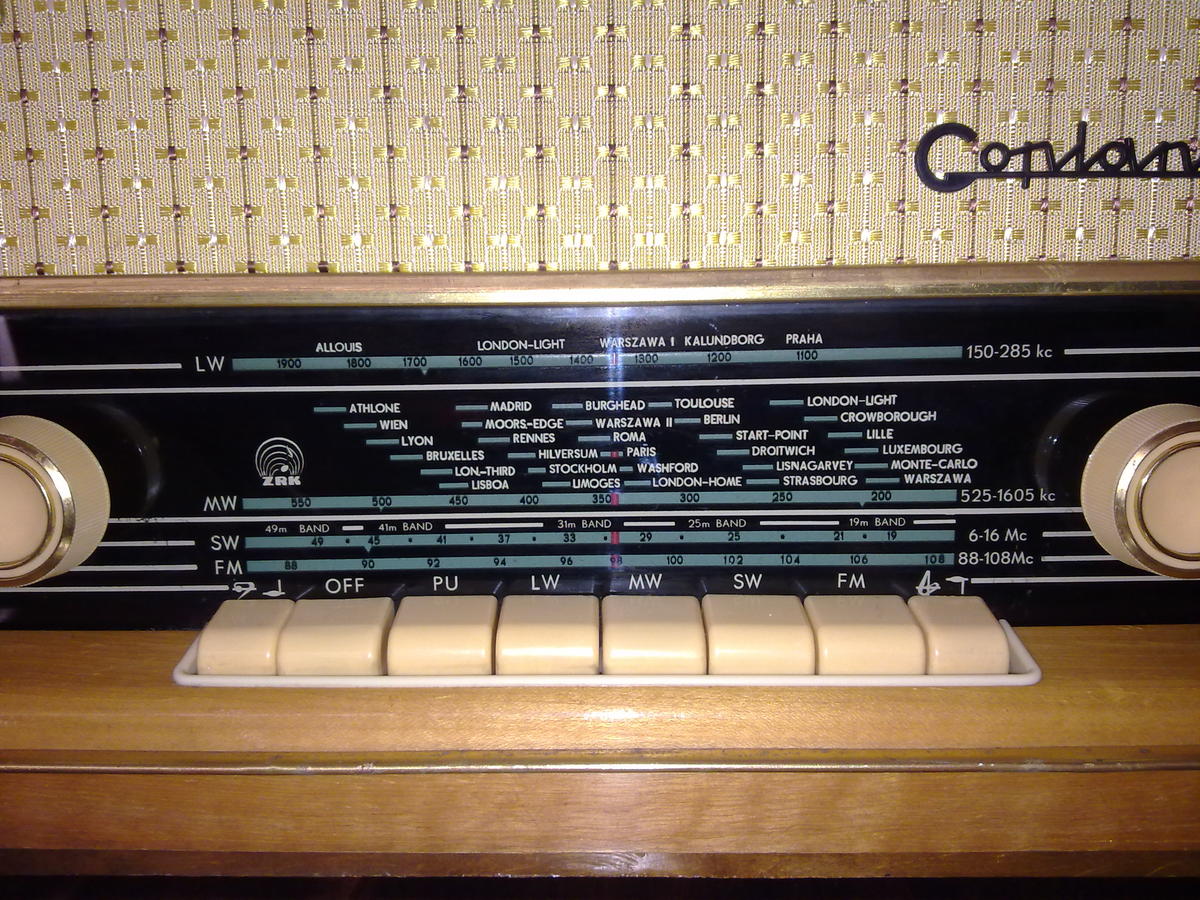 Coplan
ALLOUIS LONDON-LIGHT WARSZAWA I KALUNDBORG PRAHA
LW 1900 1800 1700 1600 1500 1400 1300 1200 1100 150-285 kc
ATHLONE MADRID BURGHEAD TOULOUSE LONDON-LIGHT
WIEN MOORS-EDGE WARSZAWA II BERLIN CROWBOROUGH
LYON RENNES ROMA START-POINT LILLE
BRUXELLES HILVERSUM PARIS DROITWICH LUXEMBOURG
LON.-THIRD STOCKHOLM WASHFORD LISNAGARVEY MONTE-CARLO
ZRK LISBOA LIMOGES LONDON-HOME STRASBOURG WARSZAWA
MW 550 500 450 400 350 300 250 200 525-1605 kc
49m BAND 41m BAND 31m BAND 25m BAND 19m BAND
SW 49 45 41 37 33 29 25 21 19 6-16 Mc
FM 88 90 92 94 96 98 100 102 104 106 108 88-108Mc
OFF PU LW MW SW FM